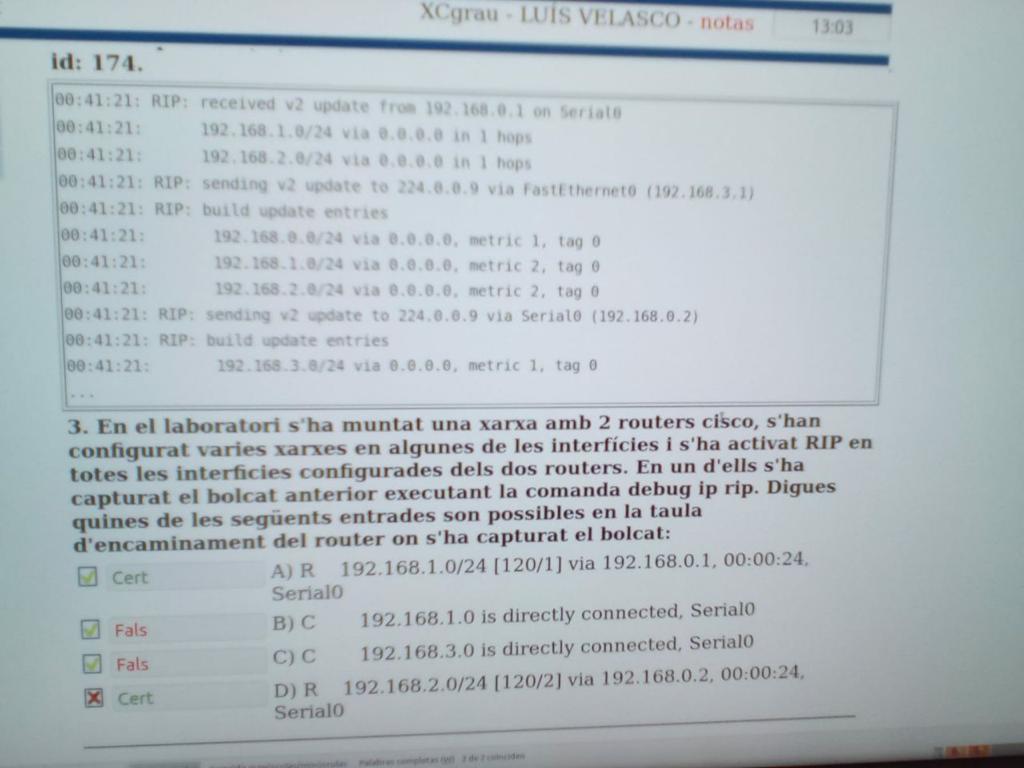 XCgrau - LUÍS VELASCO - notas
13:03
id: 174.
00:41:21: RIP: received v2 update from 192.168.0.1 on Serial0
00:41:21: 192.168.1.0/24 via 0.0.0.0 in 1 hops
00:41:21: 192.168.2.0/24 via 0.0.0.0 in 1 hops
00:41:21: RIP: sending v2 update to 224.0.0.9 via FastEthernet0 (192.168.3.1)
00:41:21: RIP: build update entries
00:41:21: 192.168.0.0/24 via 0.0.0.0, metric 1, tag 0
00:41:21: 192.168.1.0/24 via 0.0.0.0, metric 2, tag 0
00:41:21: 192.168.2.0/24 via 0.0.0.0, metric 2, tag 0
00:41:21: RIP: sending v2 update to 224.0.0.9 via Serial0 (192.168.0.2)
00:41:21: RIP: build update entries
00:41:21: 192.168.3.0/24 via 0.0.0.0, metric 1, tag 0
...
3. En el laboratori s'ha muntat una xarxa amb 2 routers cisco, s'han
configurat varies xarxes en algunes de les interfícies i s'ha activat RIP en
totes les interficies configurades dels dos routers. En un d'ells s'ha
capturat el bolcat anterior executant la comanda debug ip rip. Digues
quines de les següents entrades son possibles en la taula
d'encaminament del router on s'ha capturat el bolcat:
Cert A) R 192.168.1.0/24 [120/1] via 192.168.0.1, 00:00:24,
Serial0
Fals B) C 192.168.1.0 is directly connected, Serial0
Fals C) C 192.168.3.0 is directly connected, Serial0
Cert D) R 192.168.2.0/24 [120/2] via 192.168.0.2, 00:00:24,
Serial0
Palabras completas 2 de 2 coinciden